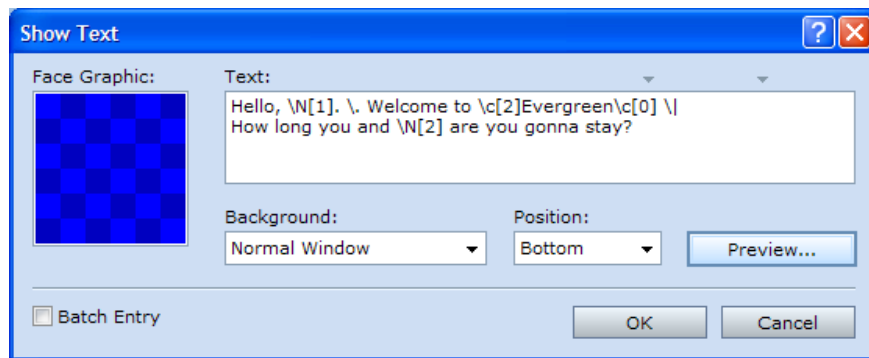 Show Text
Face Graphic:
Text:
Hello, \N[1]. \. Welcome to \c[2]Evergreen\c[0] \|
How long you and \N[2] are you gonna stay?
Background:
Position:
Normal Window
Bottom
Preview...
Batch Entry
OK
Cancel